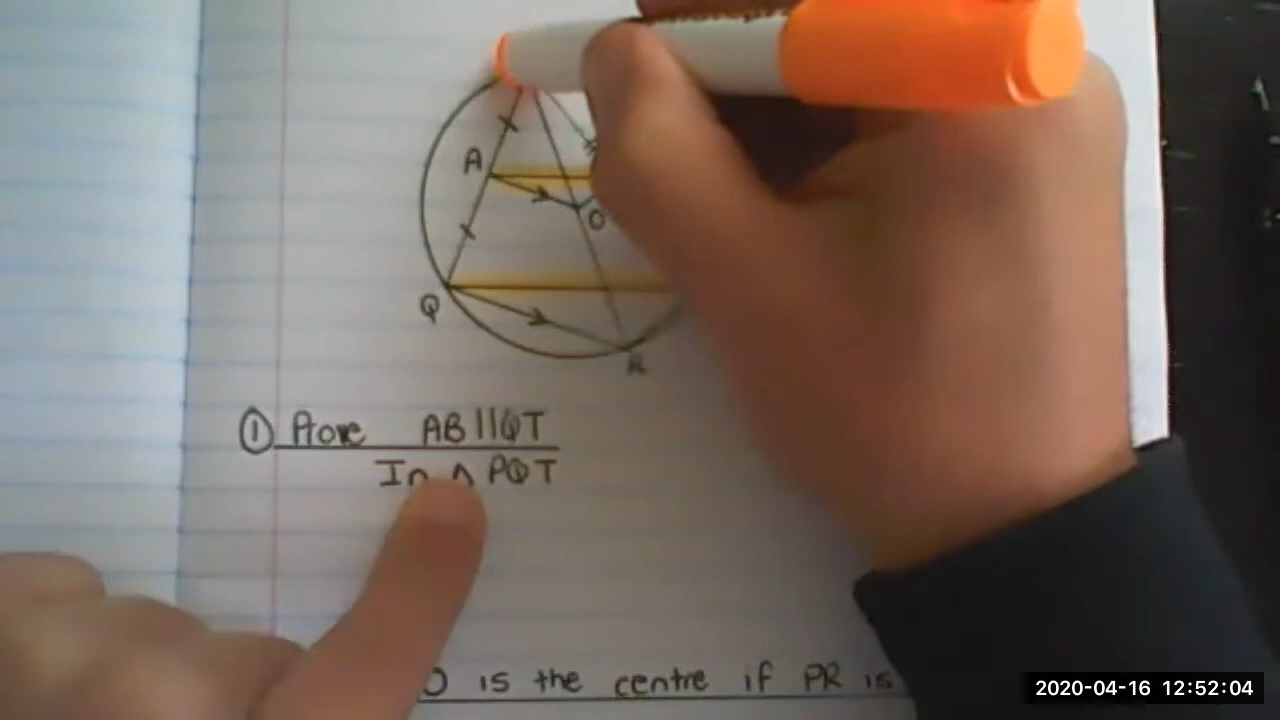 A
O
Q
R
① Prove AB||QT
In Δ PQT
O is the centre if PR is
2020-04-16 12:52:04